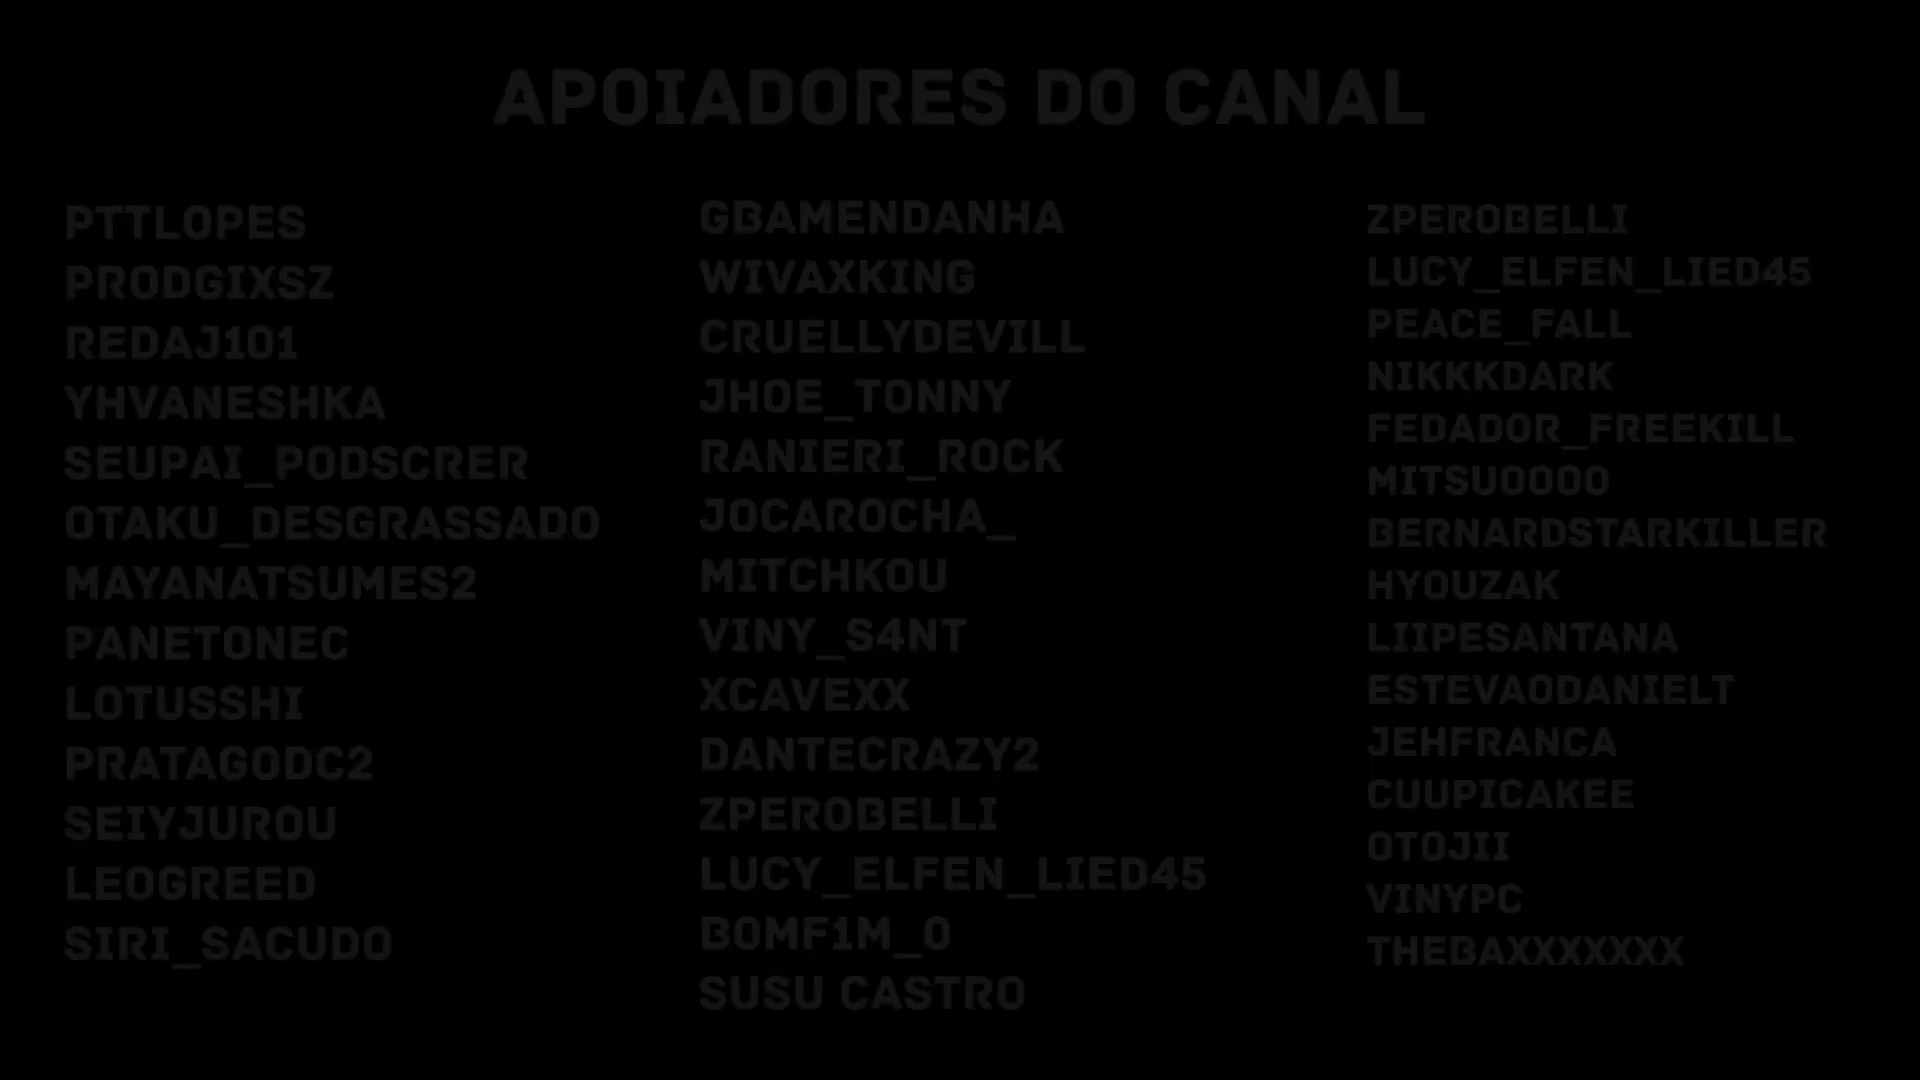 APOIADORES DO CANAL
PTTLOPES
PRODGIXSZ
REDAJ101
YHVANESHKA
SEUPAI_PODSCRER
OTAKU_DESGRASSADO
MAYANATSUMES2
PANETONEC
LOTUSSHI
PRATAGODC2
SEIYJUROU
LEOGREED
SIRI_SACUDO
GBAMENDANHA
WIVAXKING
CRUELLYDEVILL
JHOE_TONNY
RANIERI_ROCK
JOCAROCHA_
MITCHKOU
VINY_S4NT
XCAVEXX
DANTECRAZY2
ZPEROBELLI
LUCY_ELFEN_LIED45
BOMF1M_0
SUSU CASTRO
ZPEROBELLI
LUCY_ELFEN_LIED45
PEACE_FALL
NIKKKDARK
FEDADOR_FREEKILL
MITSUOOOO
BERNARDSTARKILLER
HYOUZAK
LIIPESANTANA
ESTEVAODANIELT
JEHFRANCA
CUUPICAKEE
OTOJII
VINYPC
THEBAXXXXXXX